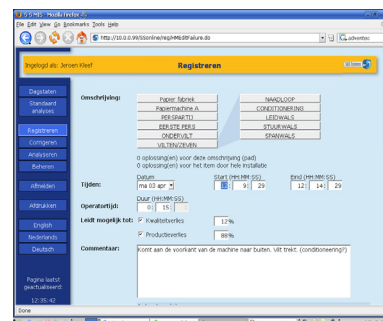 S S MIS - Mozilla Firefox
File Edit View Go Bookmarks Tools Help
http://10.0.0.99/SSonline/reg/HMEditFailure.do
Ingelogd als: Jeroen Kleef
Registreren
Dagstaten
Standaard analyses
Registreren
Corrigeren
Analyseren
Beheren
Afmelden
Afdrukken
English
Nederlands
Deutsch
Pagina laatst geactualiseerd:
12:35:42
Omschrijving:
Papier fabriek
Papiermachine A
PERSPARTIJ
EERSTE PERS
ONDERVILT
VILTEN/ZEVEN
NAADLOOP
CONDITIONERING
LEIDWALS
STUURWALS
SPANWALS
0 oplossing(en) voor deze omschrijving (pad)
0 oplossing(en) voor het item door hele installatie
Tijden:
Datum
Start (HH:MM:SS)
Eind (HH:MM:SS)
ma 03 apr
12 : 9 : 29
12 : 14 : 29
Operatortijd:
Duur (HH:MM:SS)
0 : 15 :
Leidt mogelijk tot:
Kwaliteitverlies
12%
Productieverlies
88%
Commentaar:
Komt aan de voorkant van de machine naar buiten. Vilt trekt. (conditioneering?)
Done